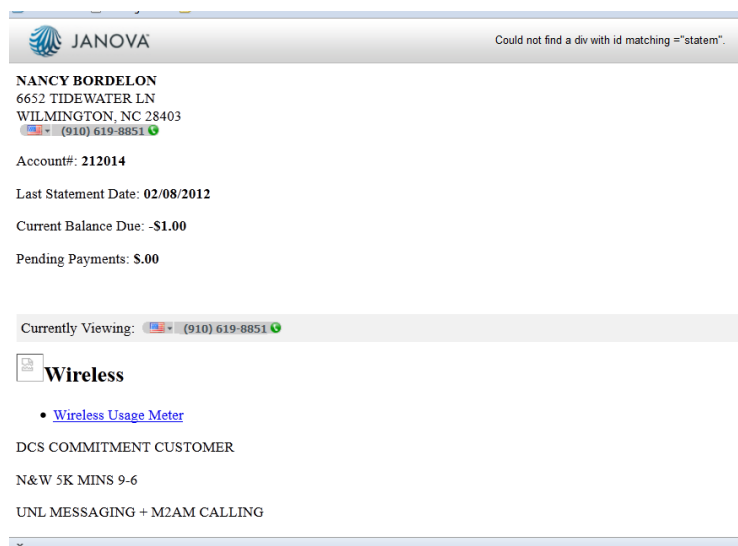 JANOVA
Could not find a div with id matching ="statem".
NANCY BORDELON
6652 TIDEWATER LN
WILMINGTON, NC 28403
(910) 619-8851
Account#: 212014
Last Statement Date: 02/08/2012
Current Balance Due: -$1.00
Pending Payments: $.00
Currently Viewing: (910) 619-8851
Wireless
Wireless Usage Meter
DCS COMMITMENT CUSTOMER
N&W 5K MINS 9-6
UNL MESSAGING + M2AM CALLING